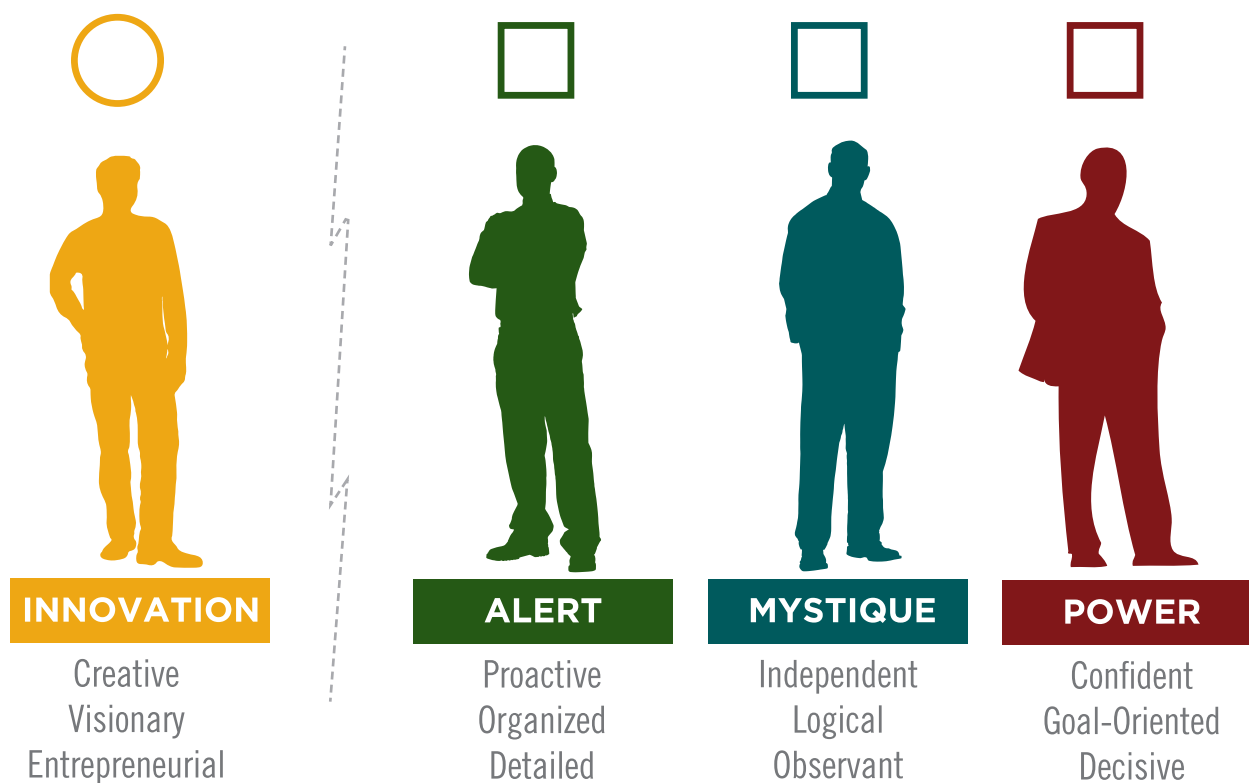 INNOVATION
Creative
Visionary
Entrepreneurial
ALERT
Proactive
Organized
Detailed
MYSTIQUE
Independent
Logical
Observant
POWER
Confident
Goal-Oriented
Decisive